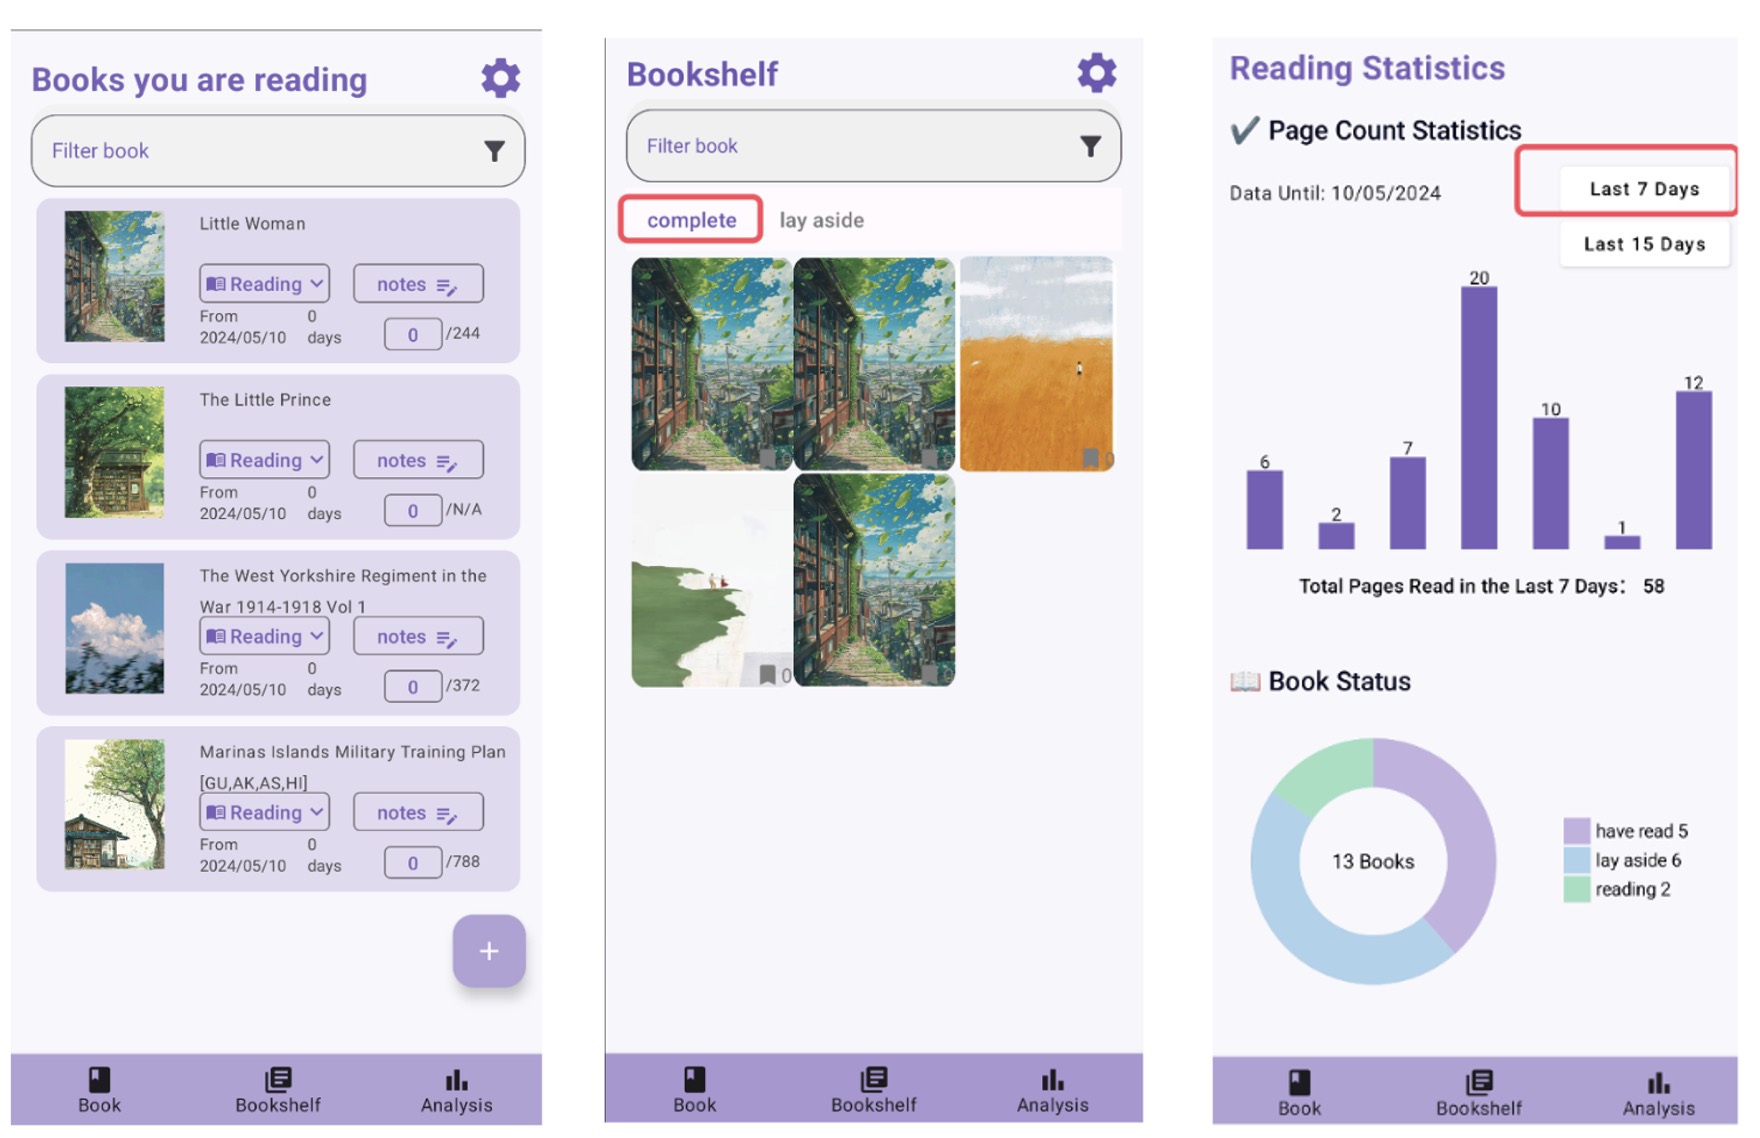 Books you are reading
Filter book
Little Woman
Reading
notes
From
2024/05/10
0
days
0
/244
The Little Prince
Reading
notes
From
2024/05/10
0
days
0
/N/A
The West Yorkshire Regiment in the
War 1914-1918 Vol 1
Reading
notes
From
2024/05/10
0
days
0
/372
Marinas Islands Military Training Plan
[GU,AK,AS,HI]
Reading
notes
From
2024/05/10
0
days
0
/788
+
Book
Bookshelf
Analysis
Bookshelf
Filter book
complete
lay aside
0
0
0
0
0
Book
Bookshelf
Analysis
Reading Statistics
Page Count Statistics
Data Until: 10/05/2024
Last 7 Days
Last 15 Days
6
2
7
20
10
1
12
Total Pages Read in the Last 7 Days: 58
Book Status
13 Books
have read 5
lay aside 6
reading 2
Book
Bookshelf
Analysis